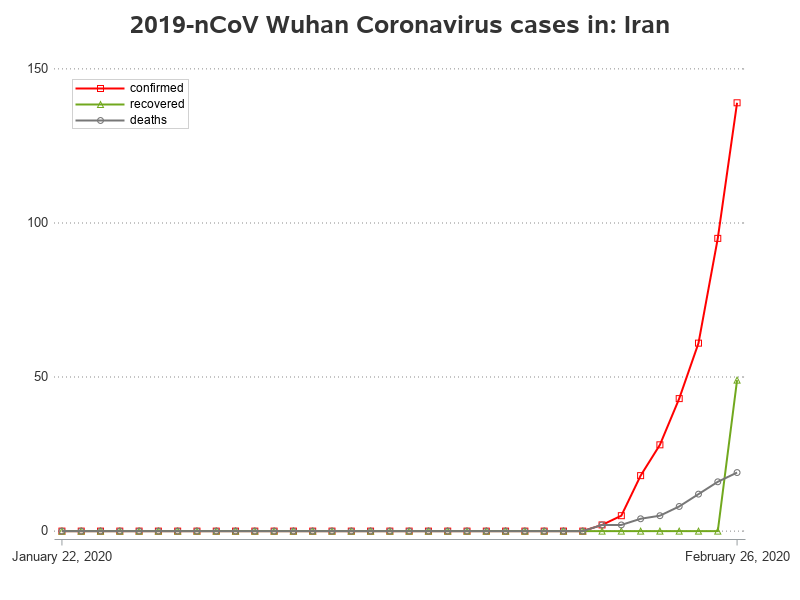 2019-nCoV Wuhan Coronavirus cases in: Iran
150
confirmed
recovered
deaths
100
50
0
January 22, 2020
February 26, 2020